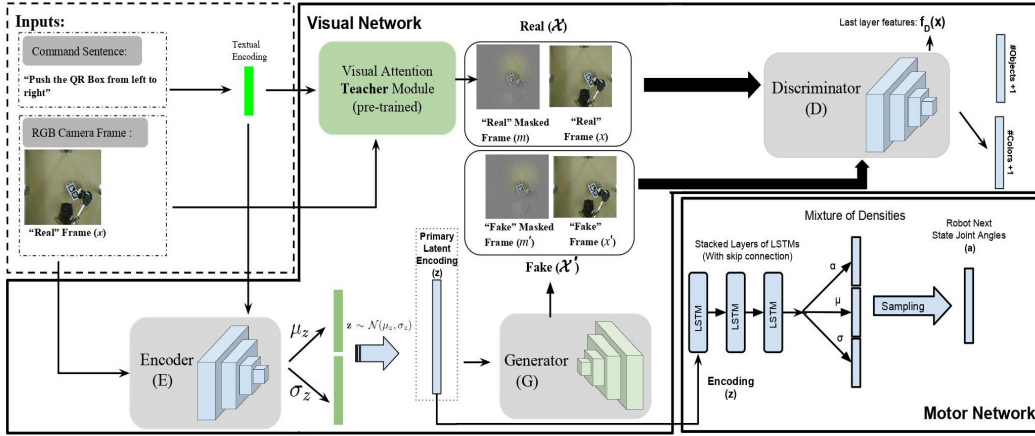 Inputs:
Command Sentence:
“Push the QR Box from left to
right”
RGB Camera Frame :
“Real” Frame (x)
Textual
Encoding
Visual Network
Visual Attention
Teacher Module
(pre-trained)
Real (𝒳)
“Real” Masked
Frame (m)
“Real”
Frame (x)
“Fake” Masked
Frame (m′)
“Fake”
Frame (x′)
Fake (𝒳′)
Last layer features: f_D(x)
Discriminator
(D)
#Objects +1
#Colors +1
Encoder
(E)
μ_z
σ_z
z ∼ 𝒩(μ_z, σ_z)
Primary
Latent
Encoding
(z)
Generator
(G)
Mixture of Densities
Stacked Layers of LSTMs
(With skip connection)
LSTM
LSTM
LSTM
α
μ
σ
Sampling
Robot Next
State Joint Angles
(a)
Encoding
(z)
Motor Network